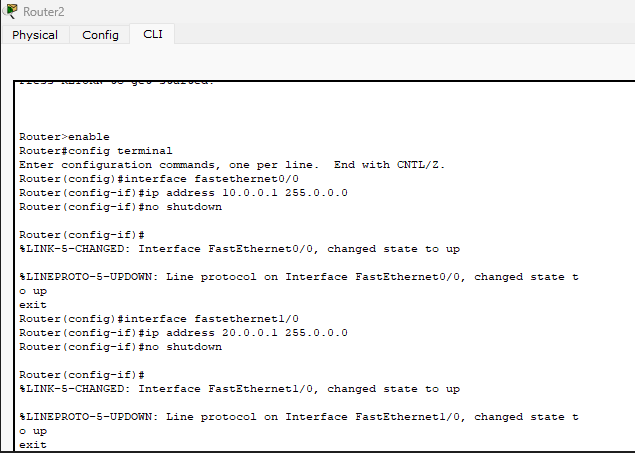 Router2
Physical Config CLI
Press RETURN to get started.
Router>enable
Router#config terminal
Enter configuration commands, one per line.  End with CNTL/Z.
Router(config)#interface fastethernet0/0
Router(config-if)#ip address 10.0.0.1 255.0.0.0
Router(config-if)#no shutdown
Router(config-if)#
%LINK-5-CHANGED: Interface FastEthernet0/0, changed state to up
%LINEPROTO-5-UPDOWN: Line protocol on Interface FastEthernet0/0, changed state t
o up
exit
Router(config)#interface fastethernet1/0
Router(config-if)#ip address 20.0.0.1 255.0.0.0
Router(config-if)#no shutdown
Router(config-if)#
%LINK-5-CHANGED: Interface FastEthernet1/0, changed state to up
%LINEPROTO-5-UPDOWN: Line protocol on Interface FastEthernet1/0, changed state t
o up
exit